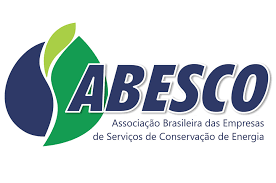 ABESCO
Associação Brasileira das Empresas
de Serviços de Conservação de Energia